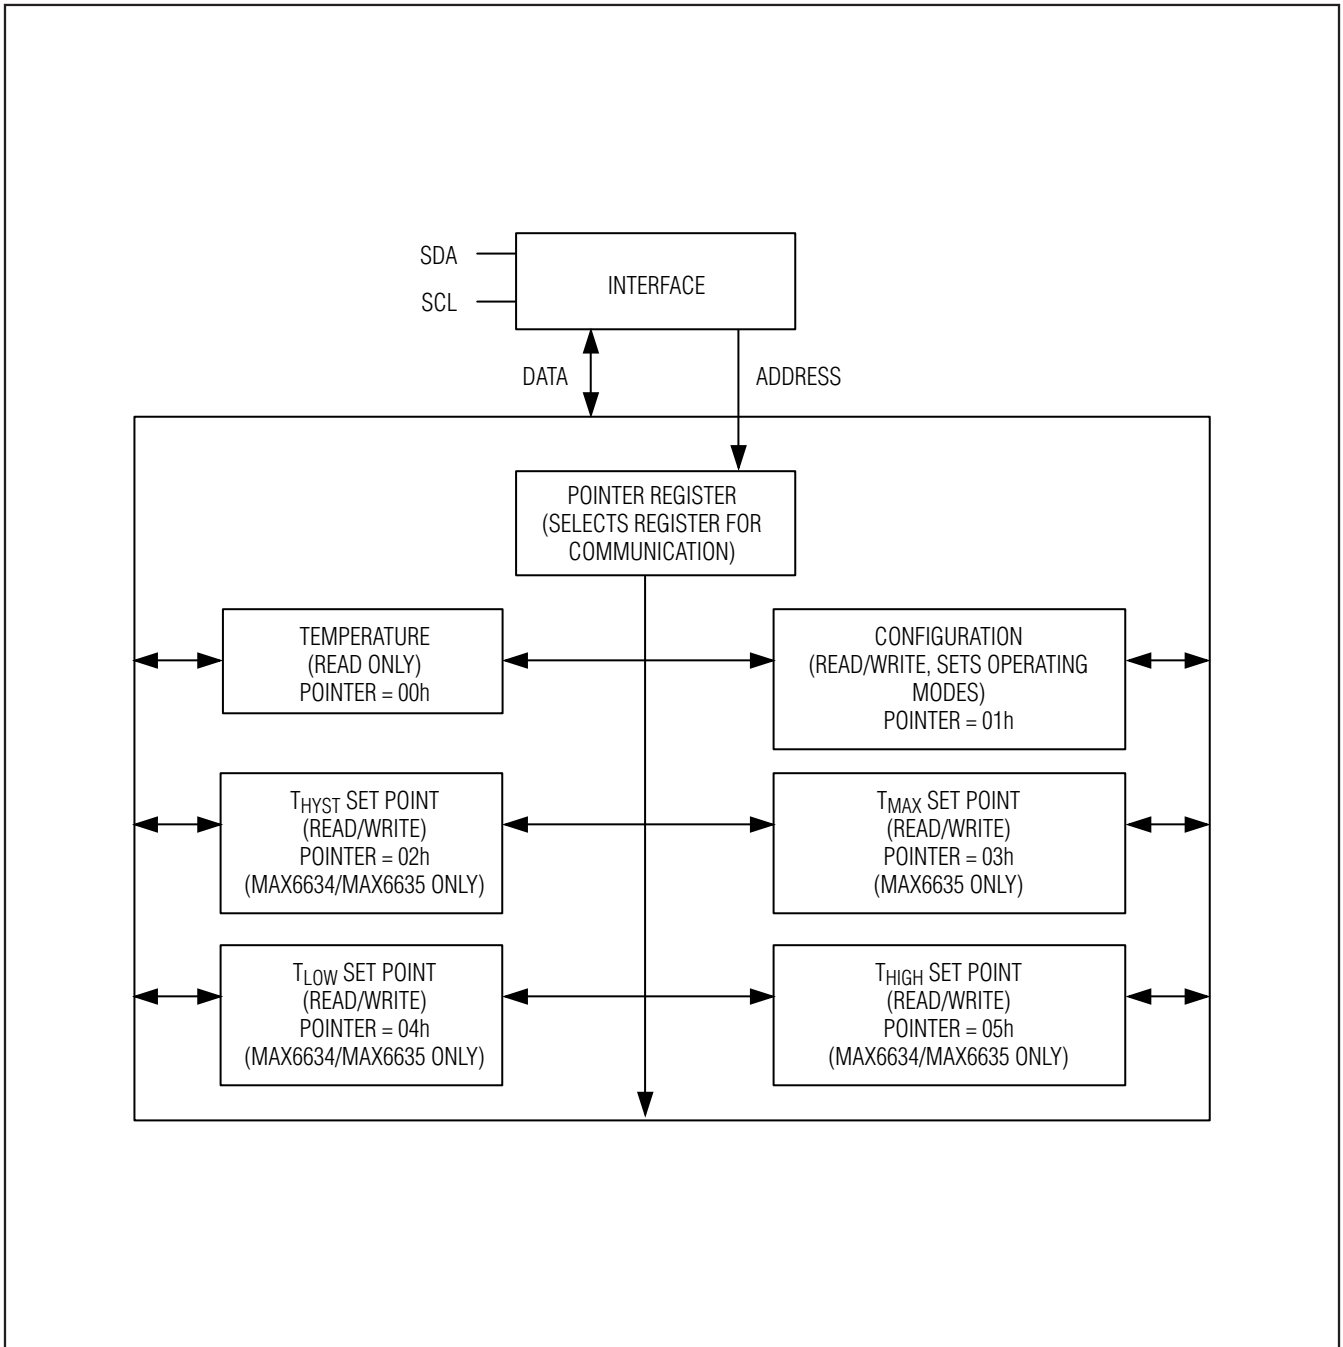 SDA
SCL
INTERFACE
DATA
ADDRESS
POINTER REGISTER
(SELECTS REGISTER FOR
COMMUNICATION)
TEMPERATURE
(READ ONLY)
POINTER = 00h
CONFIGURATION
(READ/WRITE, SETS OPERATING
MODES)
POINTER = 01h
THYST SET POINT
(READ/WRITE)
POINTER = 02h
(MAX6634/MAX6635 ONLY)
TMAX SET POINT
(READ/WRITE)
POINTER = 03h
(MAX6635 ONLY)
TLOW SET POINT
(READ/WRITE)
POINTER = 04h
(MAX6634/MAX6635 ONLY)
THIGH SET POINT
(READ/WRITE)
POINTER = 05h
(MAX6634/MAX6635 ONLY)